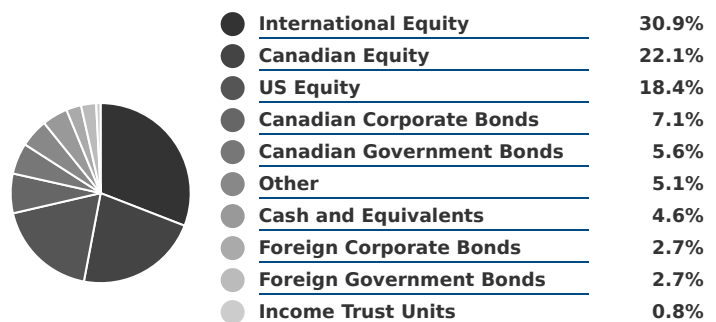 International Equity 30.9%
Canadian Equity 22.1%
US Equity 18.4%
Canadian Corporate Bonds 7.1%
Canadian Government Bonds 5.6%
Other 5.1%
Cash and Equivalents 4.6%
Foreign Corporate Bonds 2.7%
Foreign Government Bonds 2.7%
Income Trust Units 0.8%